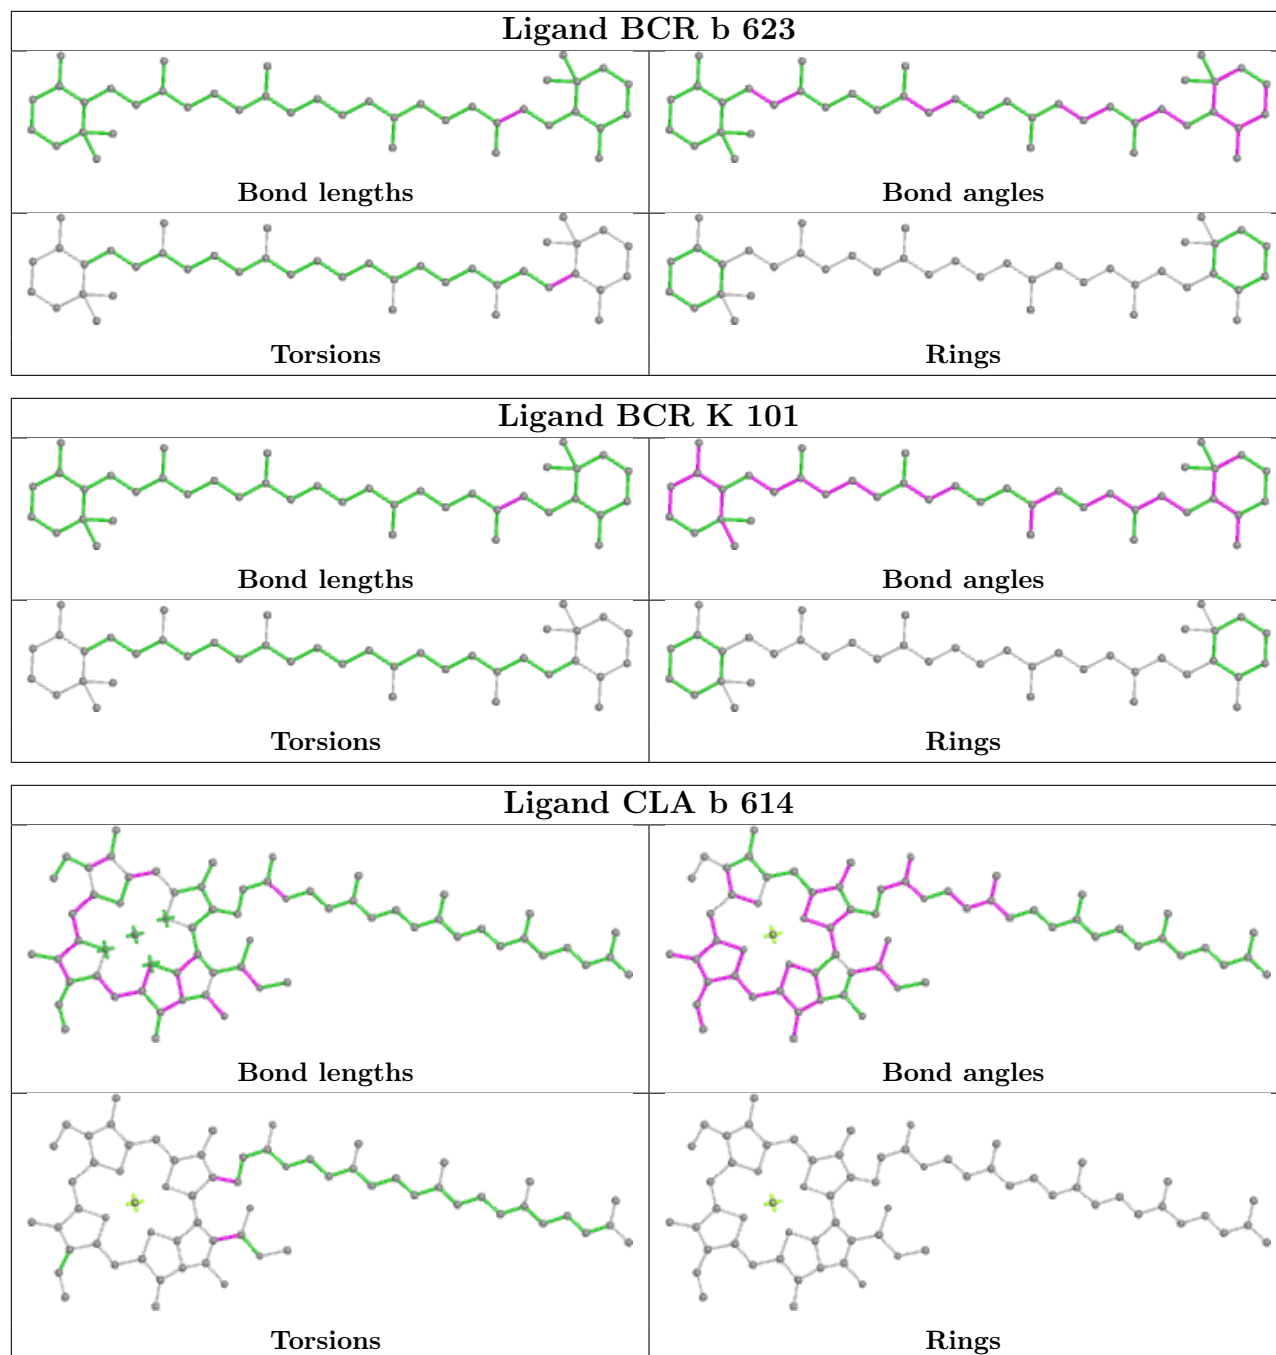 Ligand BCR b 623
Bond lengths
Bond angles
Torsions
Rings
Ligand BCR K 101
Bond lengths
Bond angles
Torsions
Rings
Ligand CLA b 614
Bond lengths
Bond angles
Torsions
Rings